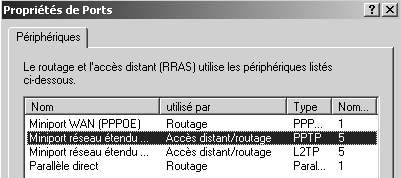 Propriétés de Ports
Périphériques
Le routage et l'accès distant (RRAS) utilise les périphériques listés
ci-dessous.
Nom utilisé par Type Nom...
Miniport WAN (PPPOE) Routage PPP... 1
Miniport réseau étendu ... Accès distant/routage PPTP 5
Miniport réseau étendu ... Accès distant/routage L2TP 5
Parallèle direct Routage Paral... 1